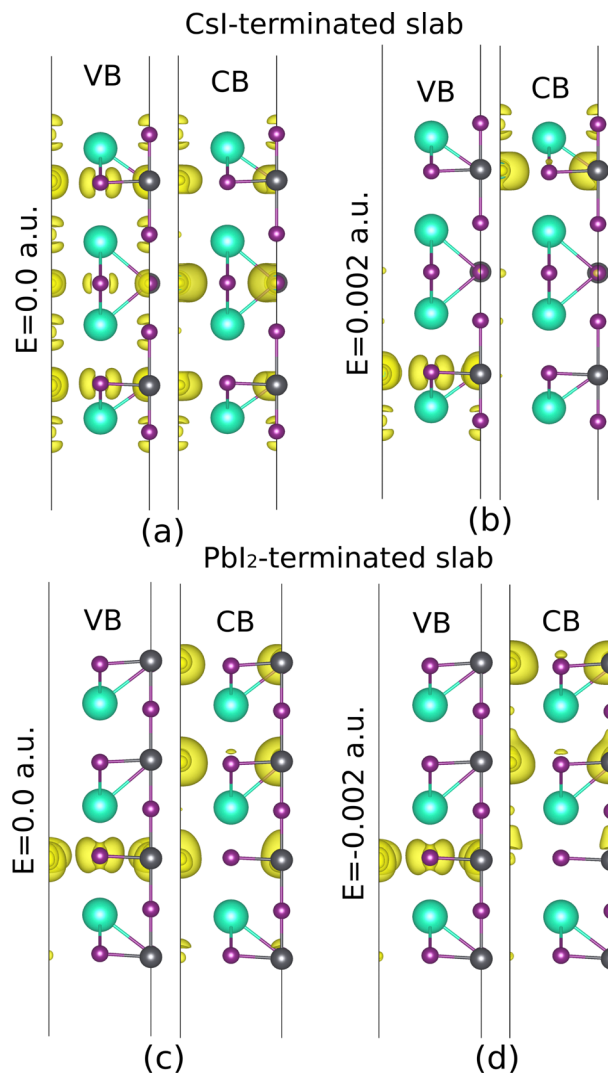 CsI-terminated slab
VB CB VB CB
E=0.0 a.u.
E=0.002 a.u.
(a) (b)
PbI₂-terminated slab
VB CB VB CB
E=0.0 a.u.
E=-0.002 a.u.
(c) (d)